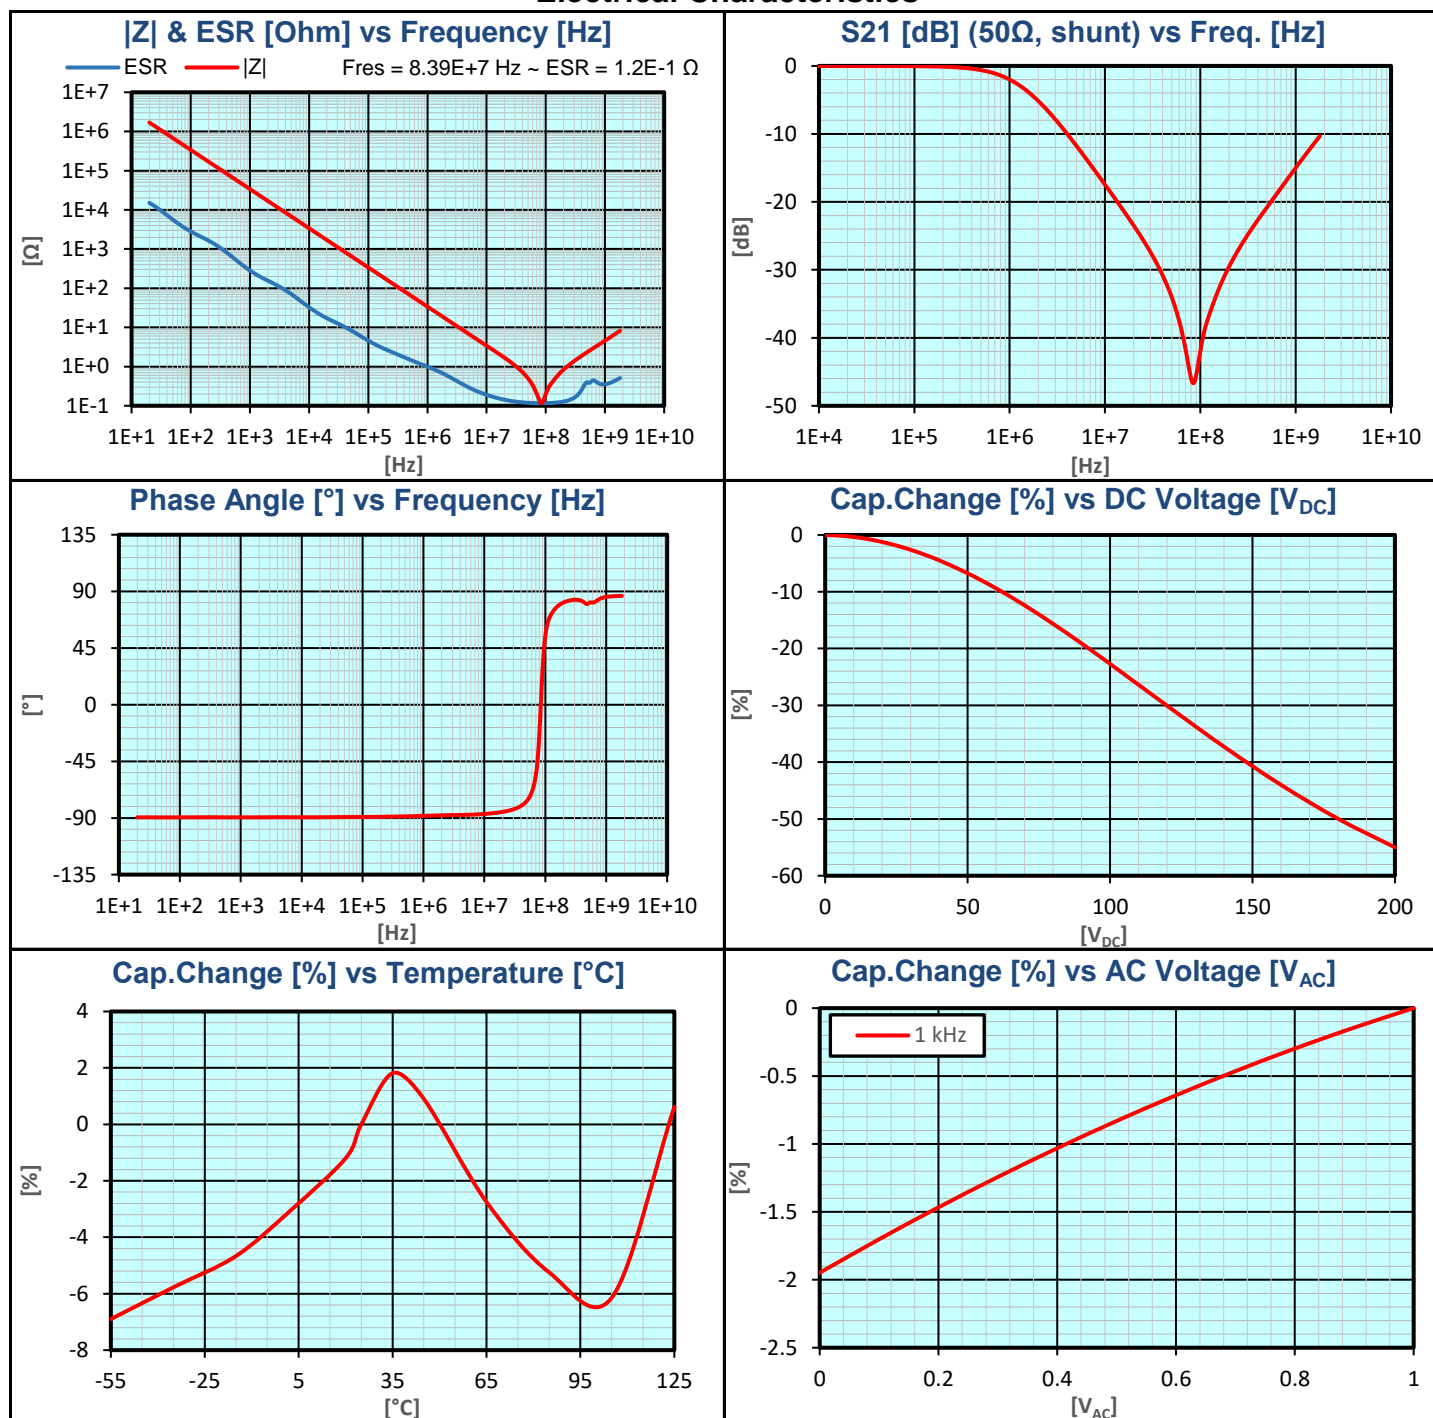 Electrical Characteristics
|Z| & ESR [Ohm] vs Frequency [Hz]
ESR |Z| Fres = 8.39E+7 Hz ~ ESR = 1.2E-1 Ω
1E+7
1E+6
1E+5
1E+4
1E+3
1E+2
1E+1
1E+0
1E-1
[Ω]
1E+1 1E+2 1E+3 1E+4 1E+5 1E+6 1E+7 1E+8 1E+9 1E+10
[Hz]
S21 [dB] (50Ω, shunt) vs Freq. [Hz]
0
-10
-20
-30
-40
-50
[dB]
1E+4 1E+5 1E+6 1E+7 1E+8 1E+9 1E+10
[Hz]
Phase Angle [°] vs Frequency [Hz]
135
90
45
0
-45
-90
-135
[°]
1E+1 1E+2 1E+3 1E+4 1E+5 1E+6 1E+7 1E+8 1E+9 1E+10
[Hz]
Cap.Change [%] vs DC Voltage [VDC]
0
-10
-20
-30
-40
-50
-60
[%]
0 50 100 150 200
[VDC]
Cap.Change [%] vs Temperature [°C]
4
2
0
-2
-4
-6
-8
[%]
-55 -25 5 35 65 95 125
[°C]
Cap.Change [%] vs AC Voltage [VAC]
1 kHz
0
-0.5
-1
-1.5
-2
-2.5
[%]
0 0.2 0.4 0.6 0.8 1
[VAC]